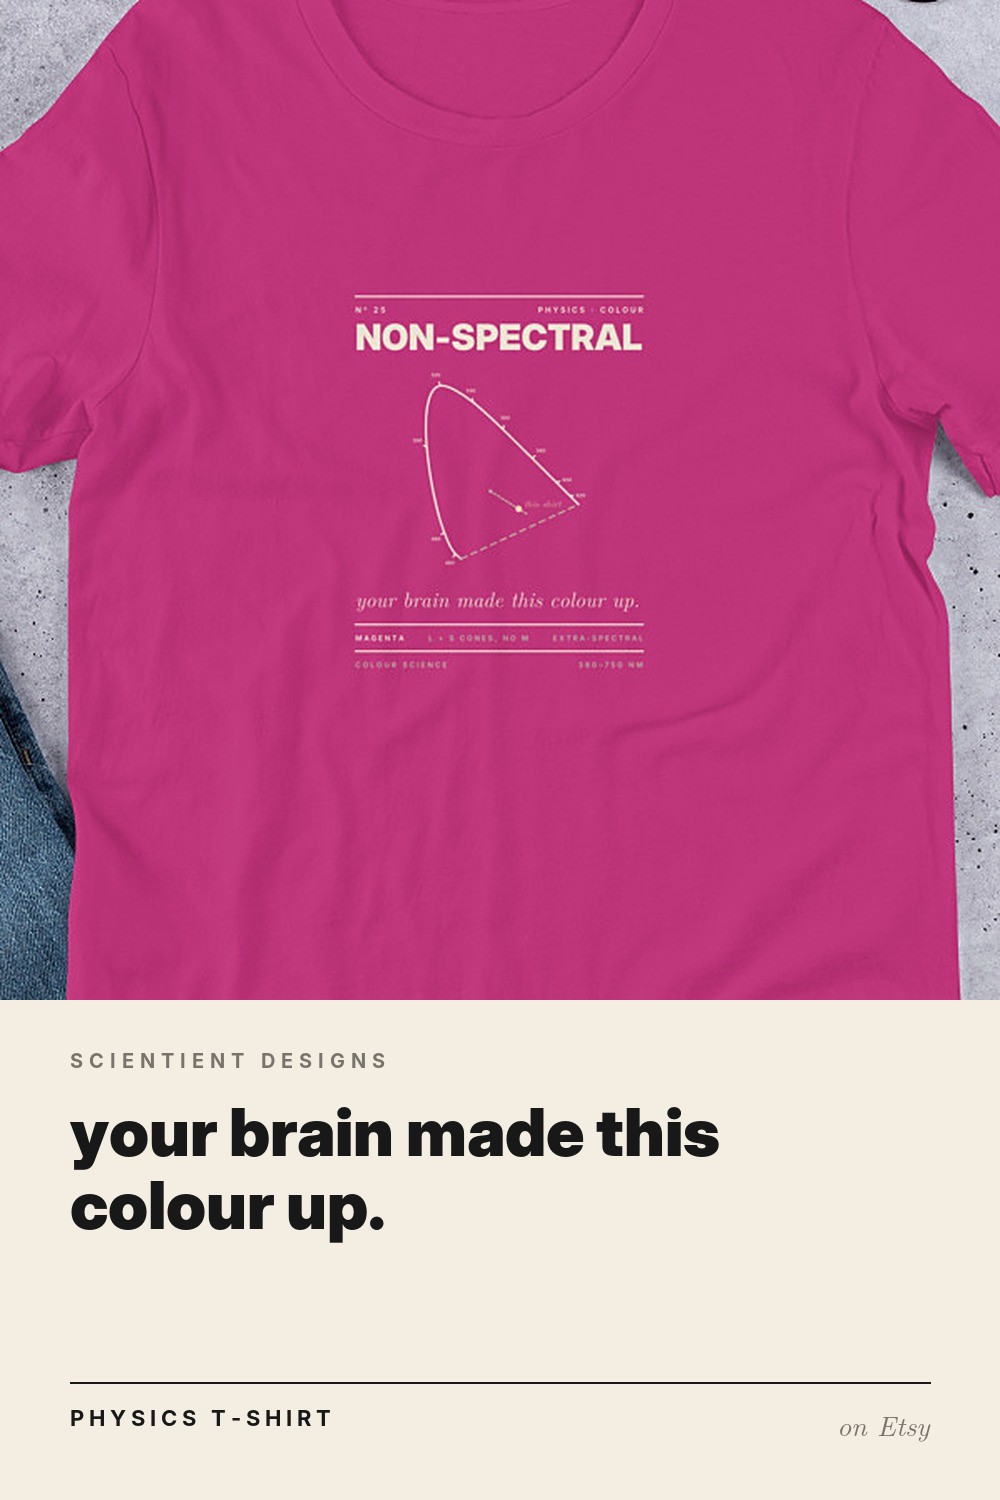 Nº 25 PHYSICS · COLOUR
NON-SPECTRAL
this shirt
your brain made this colour up.
MAGENTA L + S CONES, NO M EXTRA-SPECTRAL
COLOUR SCIENCE 380–750 NM
SCIENTIENT DESIGNS
your brain made this
colour up.
PHYSICS T-SHIRT
on Etsy